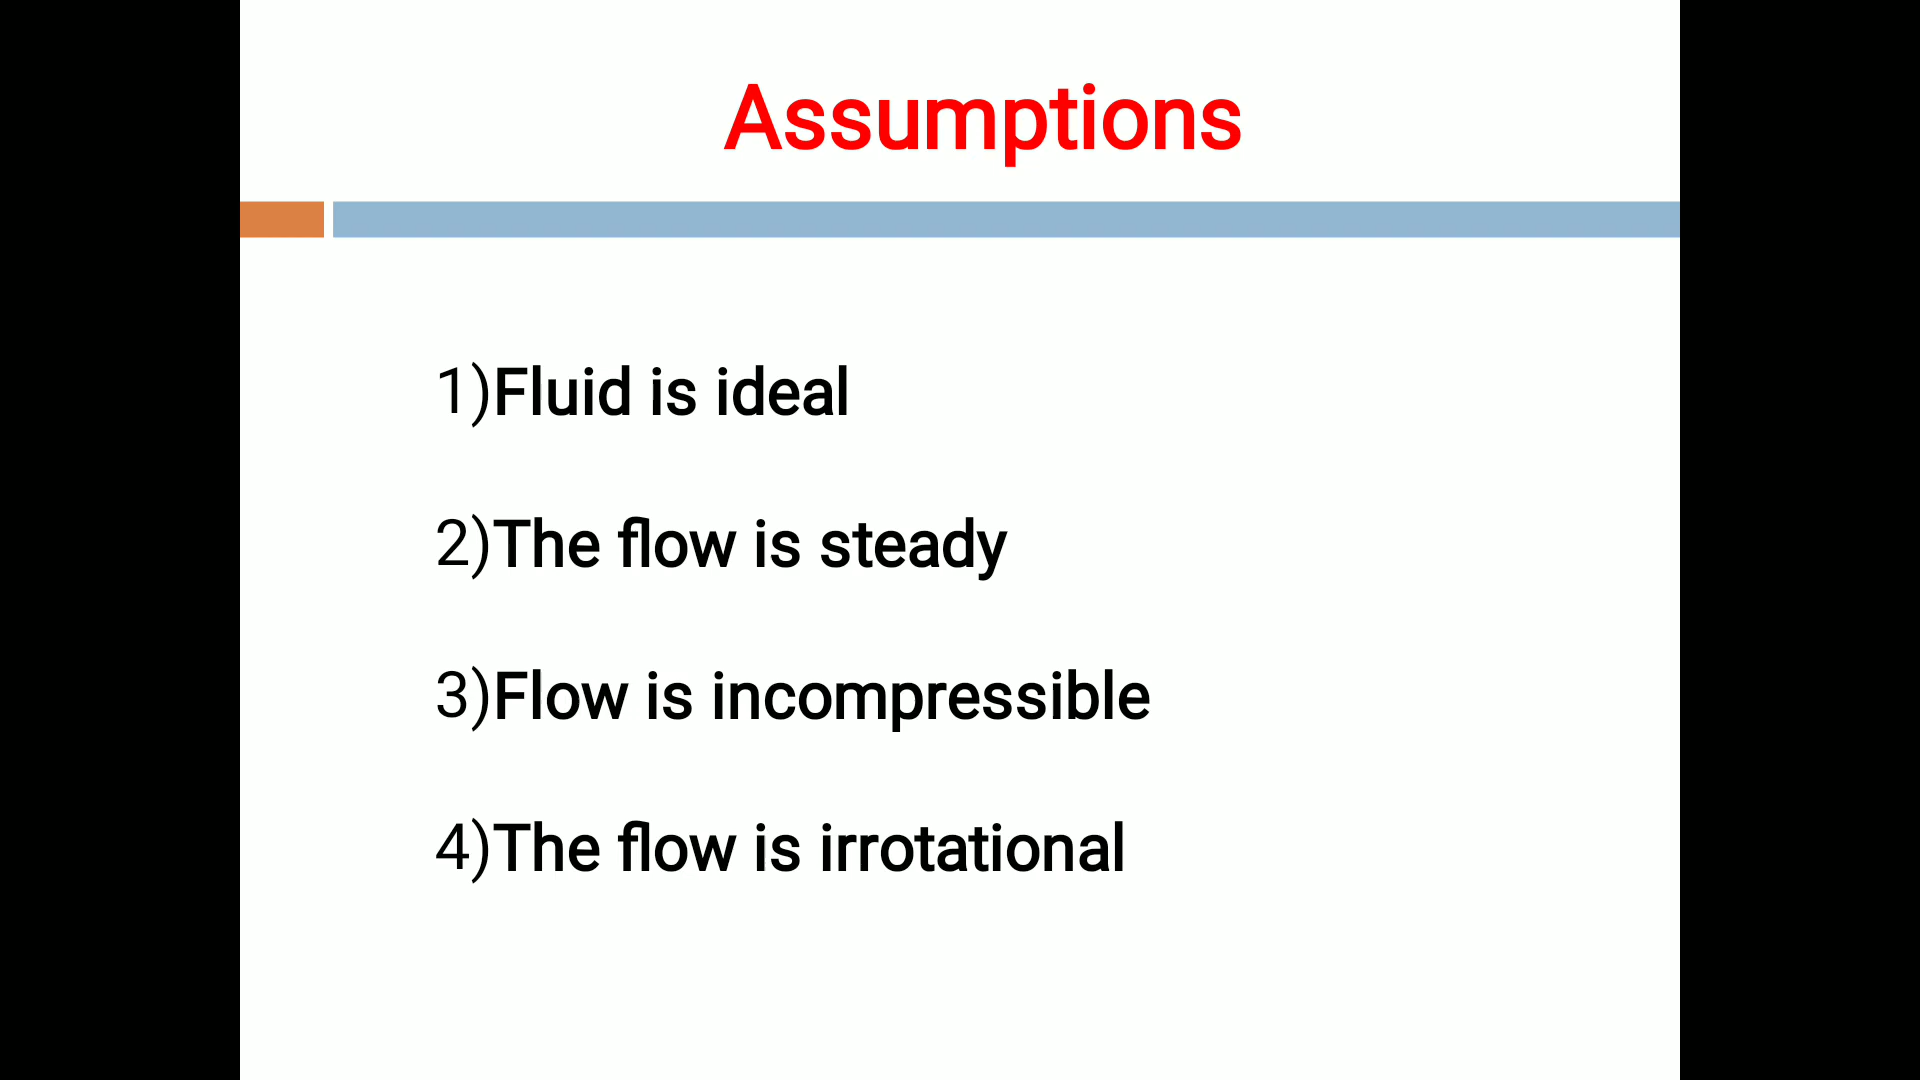 Assumptions
1)Fluid is ideal
2)The flow is steady
3)Flow is incompressible
4)The flow is irrotational